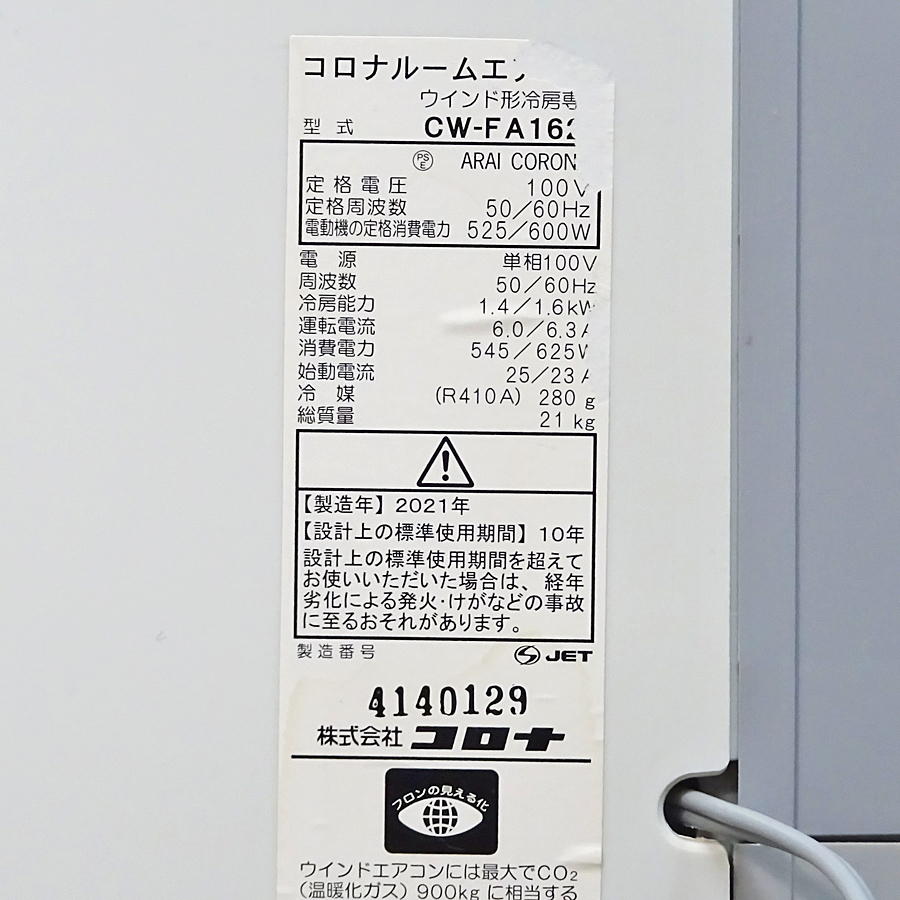 コロナルームエ
ウインド形冷房専
型式 CW-FA162
PSE ARAI CORON
定格電圧 100V
定格周波数 50/60Hz
電動機の定格消費電力 525/600W
電源 単相100V
周波数 50/60Hz
冷房能力 1.4/1.6kW
運転電流 6.0/6.3A
消費電力 545/625W
始動電流 25/23A
冷媒 (R410A) 280g
総質量 21kg
【製造年】2021年
【設計上の標準使用期間】10年
設計上の標準使用期間を超えて
お使いいただいた場合は、経年
劣化による発火・けがなどの事故
に至るおそれがあります。
製造番号 JET
4140129
株式会社 コロナ
フロンの見える化
ウインドエアコンには最大でCO₂
(温暖化ガス)900kgに相当する